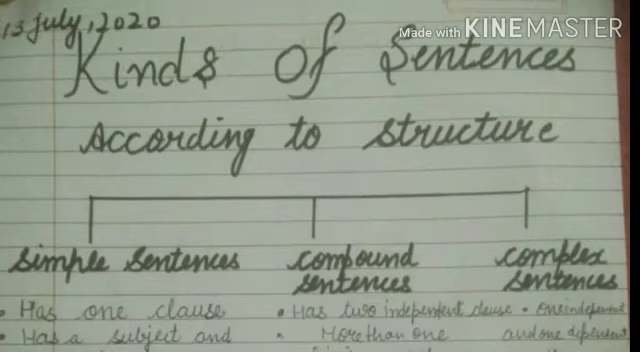 13 July, 2020
Made with KINEMASTER
Kinds Of Sentences
According to structure
simple sentences
compound sentences
complex sentences
• Has one clause • Has two independent clause • one independent
• Has a subject and • More than one and one dependent